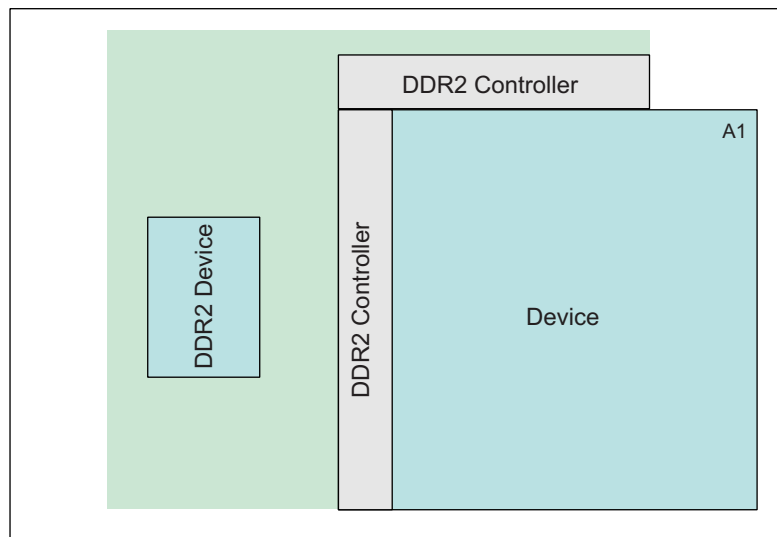 DDR2 Controller
A1
DDR2 Device
DDR2 Controller
Device